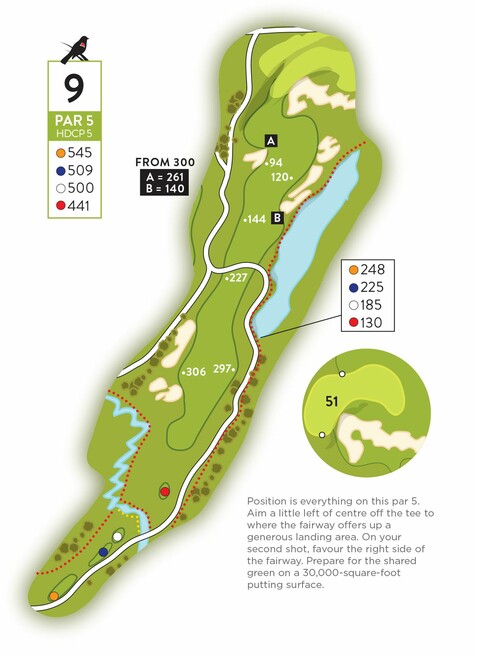 9
PAR 5
HDCP 5
545
509
500
441
FROM 300
A = 261
B = 140
A
94
120
144
B
227
306
297
248
225
185
130
51
Position is everything on this par 5.
Aim a little left of centre off the tee to
where the fairway offers up a
generous landing area. On your
second shot, favour the right side of
the fairway. Prepare for the shared
green on a 30,000-square-foot
putting surface.